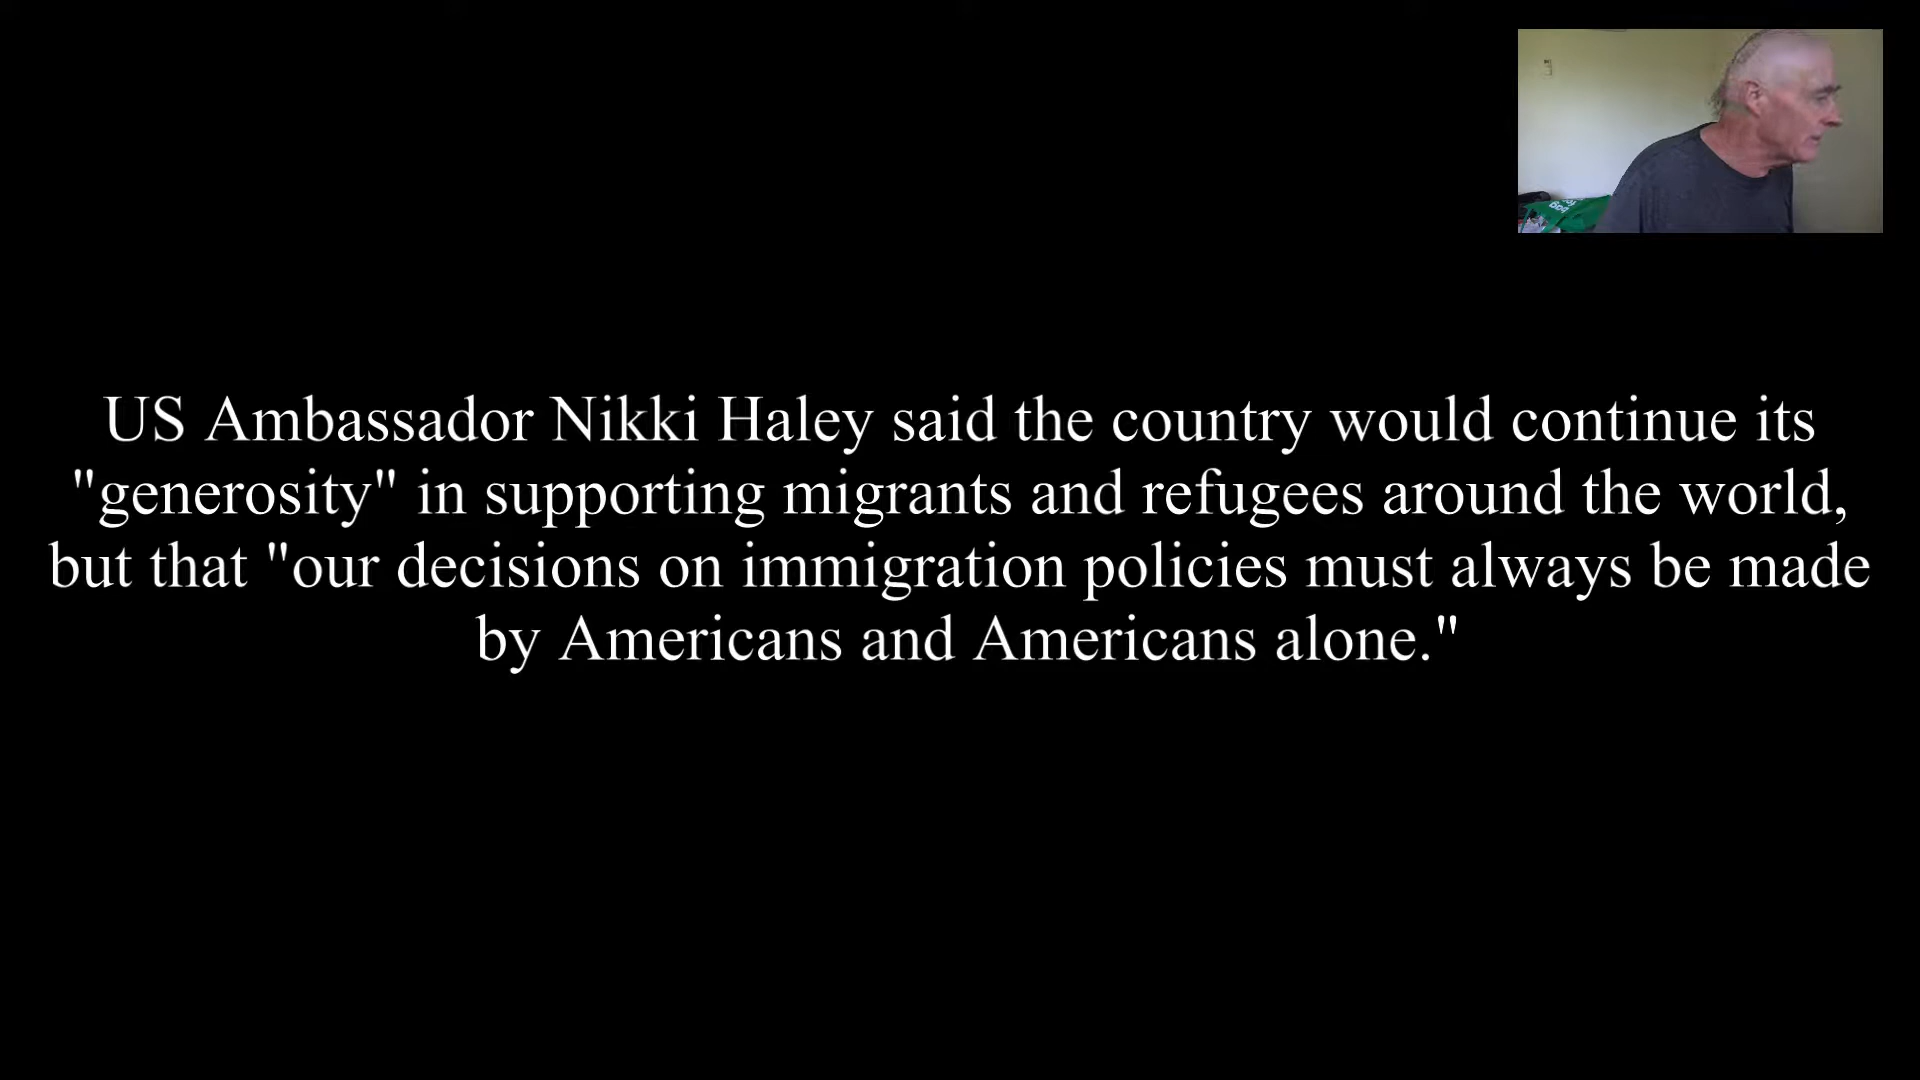 US Ambassador Nikki Haley said the country would continue its
"generosity" in supporting migrants and refugees around the world,
but that "our decisions on immigration policies must always be made
by Americans and Americans alone."